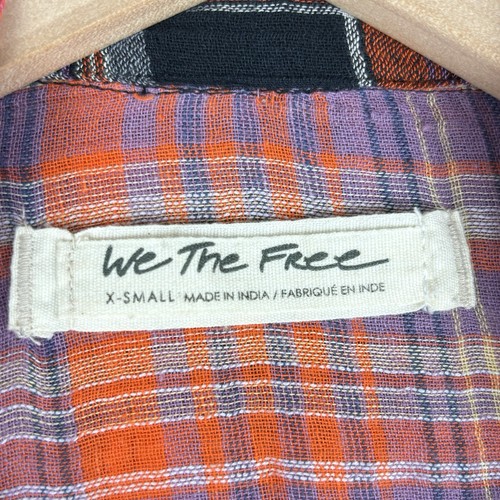 We The Free
X-SMALL MADE IN INDIA / FABRIQUÉ EN INDE